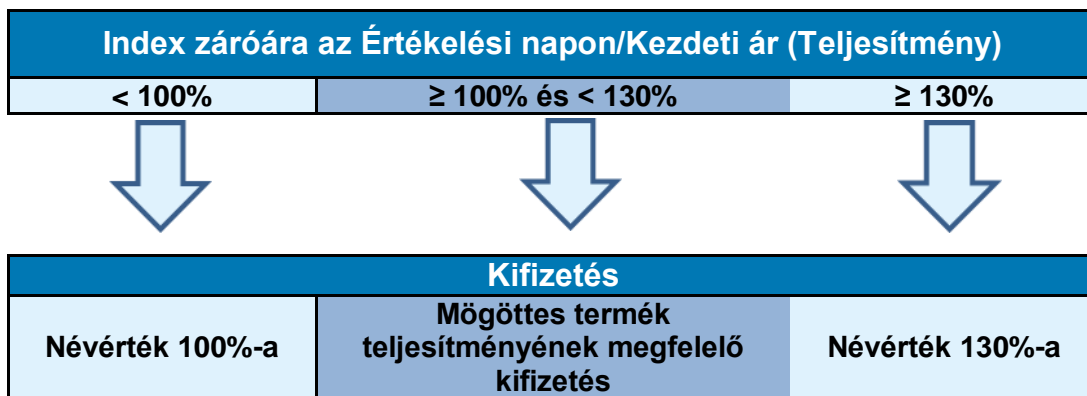 Index záróára az Értékelési napon/Kezdeti ár (Teljesítmény)
< 100%
≥ 100% és < 130%
≥ 130%
Kifizetés
Névérték 100%-a
Mögöttes termék
teljesítményének megfelelő
kifizetés
Névérték 130%-a